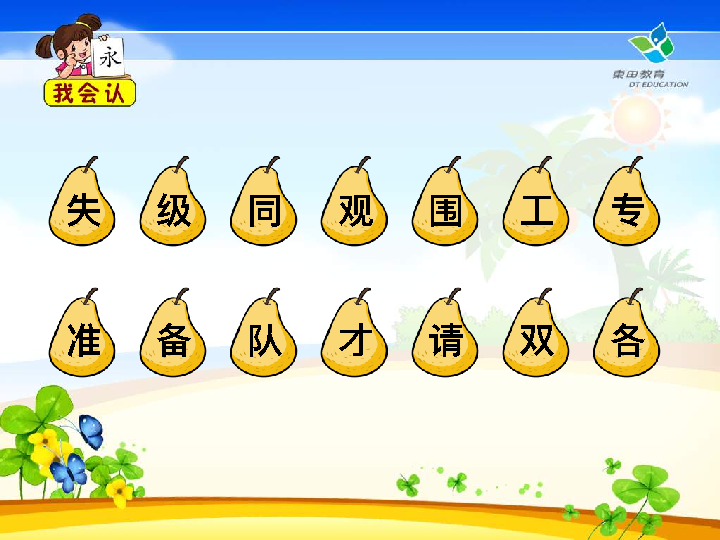 永
我会认
東田教育
DT EDUCATION
失 级 同 观 围 工 专
准 备 队 才 请 双 各